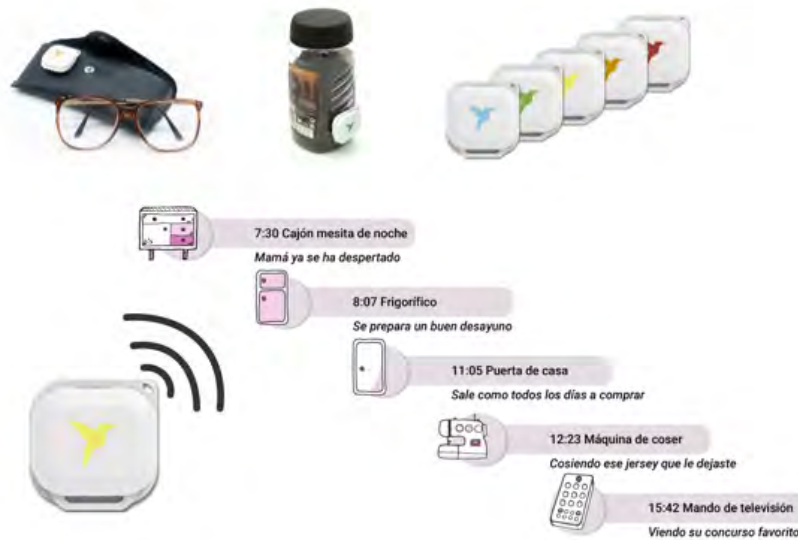 7:30 Cajón mesita de noche
Mamá ya se ha despertado
8:07 Frigorífico
Se prepara un buen desayuno
11:05 Puerta de casa
Sale como todos los días a comprar
12:23 Máquina de coser
Cosiendo ese jersey que le dejaste
15:42 Mando de televisión
Viendo su concurso favorito